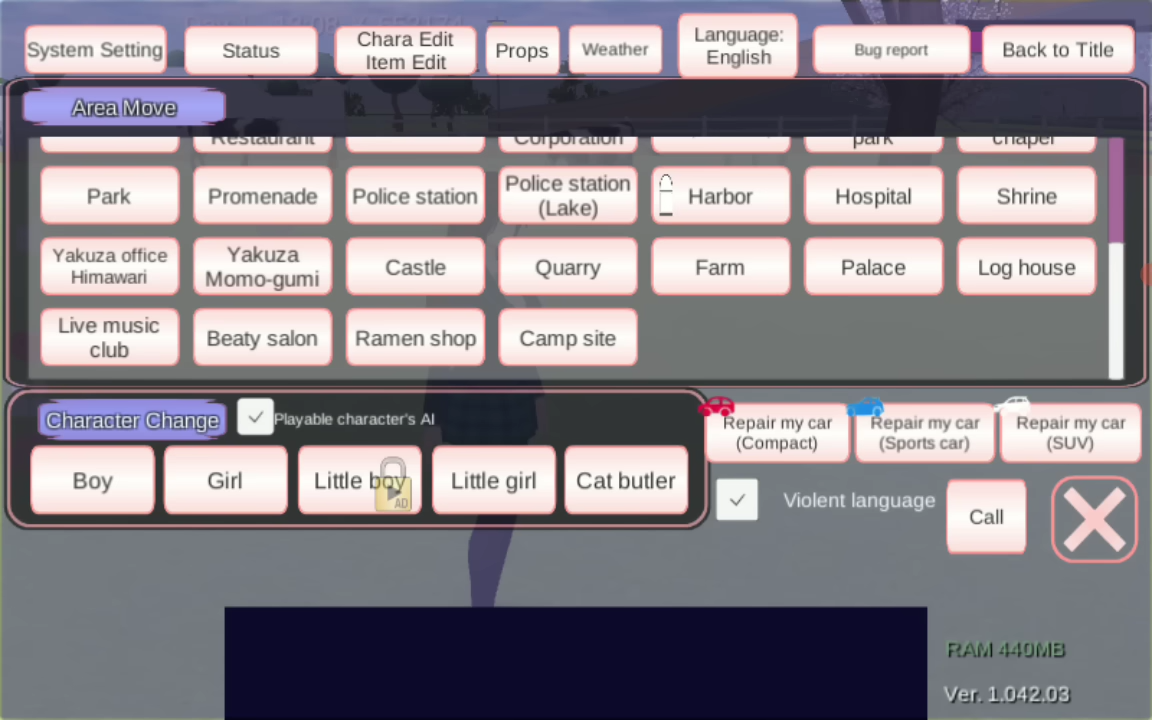 System Setting
Status
Chara Edit
Item Edit
Props
Weather
Language:
English
Bug report
Back to Title
Area Move
Restaurant
Corporation
park
chapel
Park
Promenade
Police station
Police station
(Lake)
Harbor
Hospital
Shrine
Yakuza office
Himawari
Yakuza
Momo-gumi
Castle
Quarry
Farm
Palace
Log house
Live music
club
Beaty salon
Ramen shop
Camp site
Character Change
Playable character's AI
Boy
Girl
Little boy
AD
Little girl
Cat butler
Repair my car
(Compact)
Repair my car
(Sports car)
Repair my car
(SUV)
Violent language
Call
RAM 440MB
Ver. 1.042.03